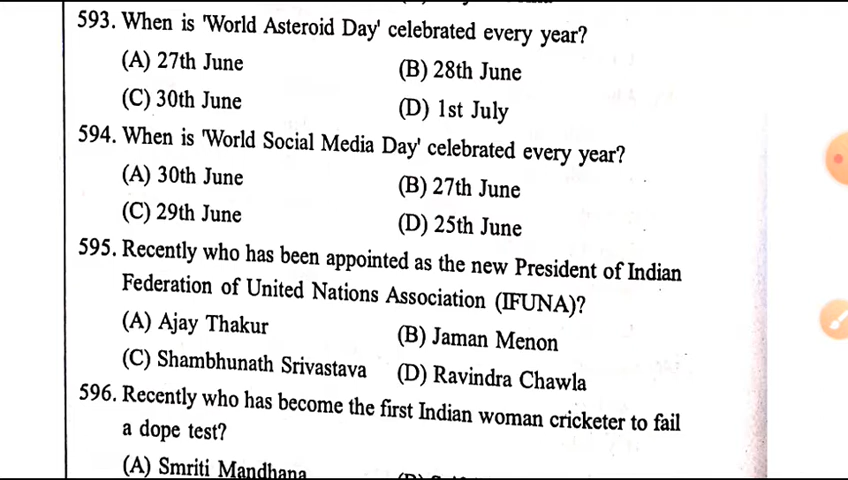 593. When is 'World Asteroid Day' celebrated every year?
(A) 27th June (B) 28th June
(C) 30th June (D) 1st July
594. When is 'World Social Media Day' celebrated every year?
(A) 30th June (B) 27th June
(C) 29th June (D) 25th June
595. Recently who has been appointed as the new President of Indian
Federation of United Nations Association (IFUNA)?
(A) Ajay Thakur (B) Jaman Menon
(C) Shambhunath Srivastava (D) Ravindra Chawla
596. Recently who has become the first Indian woman cricketer to fail
a dope test?
(A) Smriti Mandhana